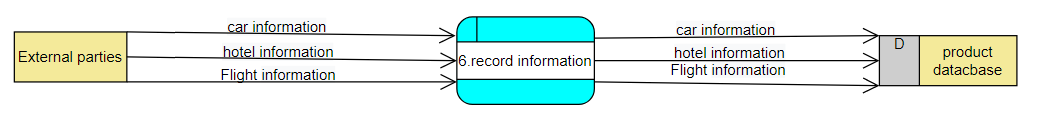 car information
hotel information
Flight information
External parties
6.record information
car information
hotel information
Flight information
D
product
datacbase